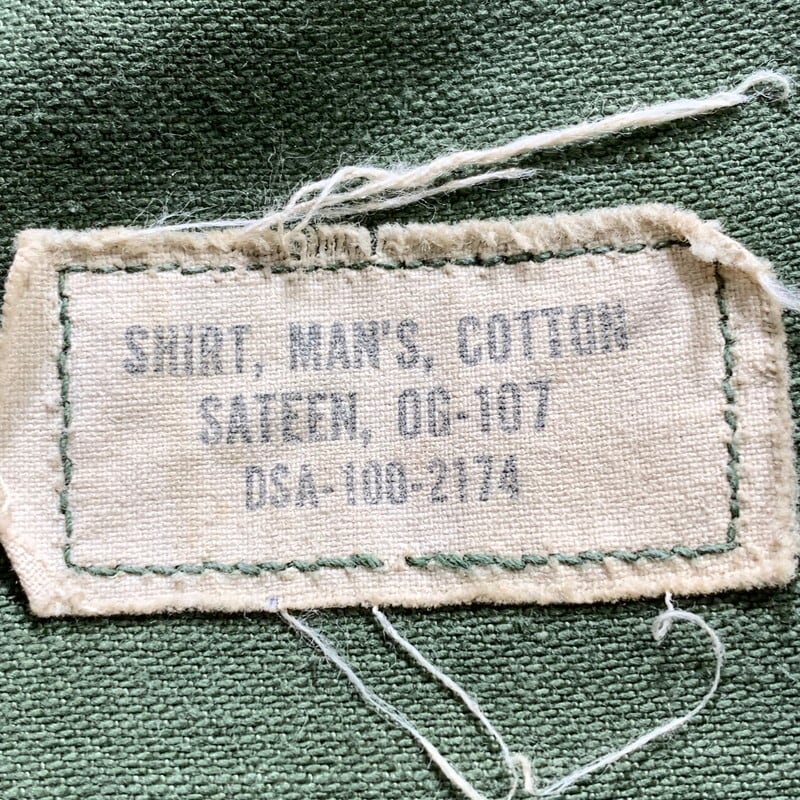 SHIRT, MAN'S, COTTON
SATEEN, OG-107
DSA-100-2174